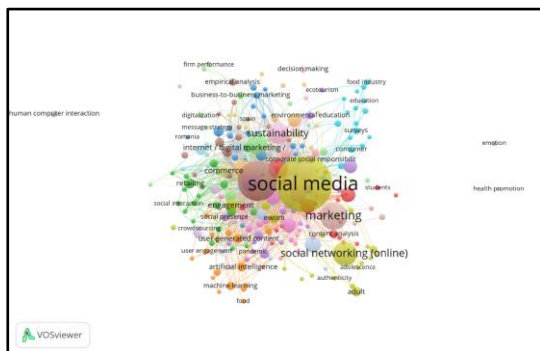 firm performance
decision making
empirical analysis
food industry
ecotourism
business-to-business marketing
education
human computer interaction
digitalization
spain
environmental education
message strategy
sustainability
surveys
romania
internet / digital marketing /
consumer
emotion
corporate social responsibilit
commerce
retailing
social media
students
health promotion
social interaction
engagement
social presence
ewom
marketing
crowdsourcing
content analysis
user-generated content
user engagement
pandemic
social networking (online)
artificial intelligence
adolescence
authenticity
machine learning
adult
food
VOSviewer